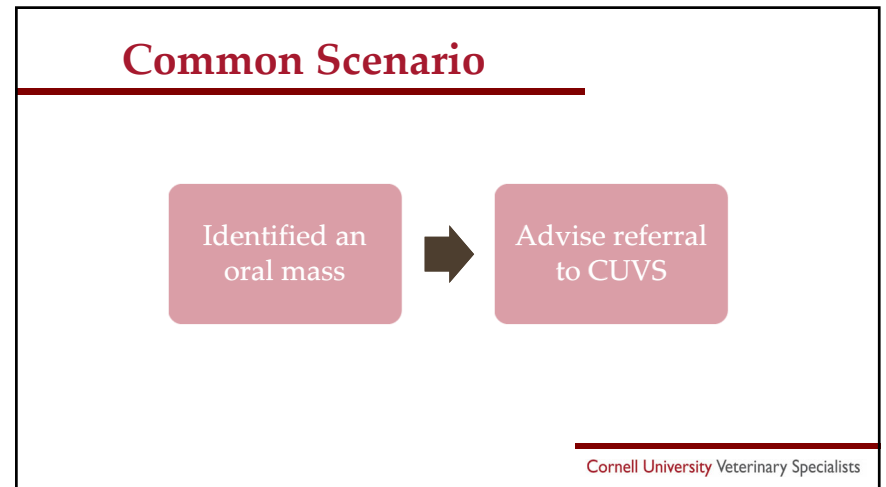 Common Scenario
Identified an
oral mass
Advise referral
to CUVS
Cornell University Veterinary Specialists